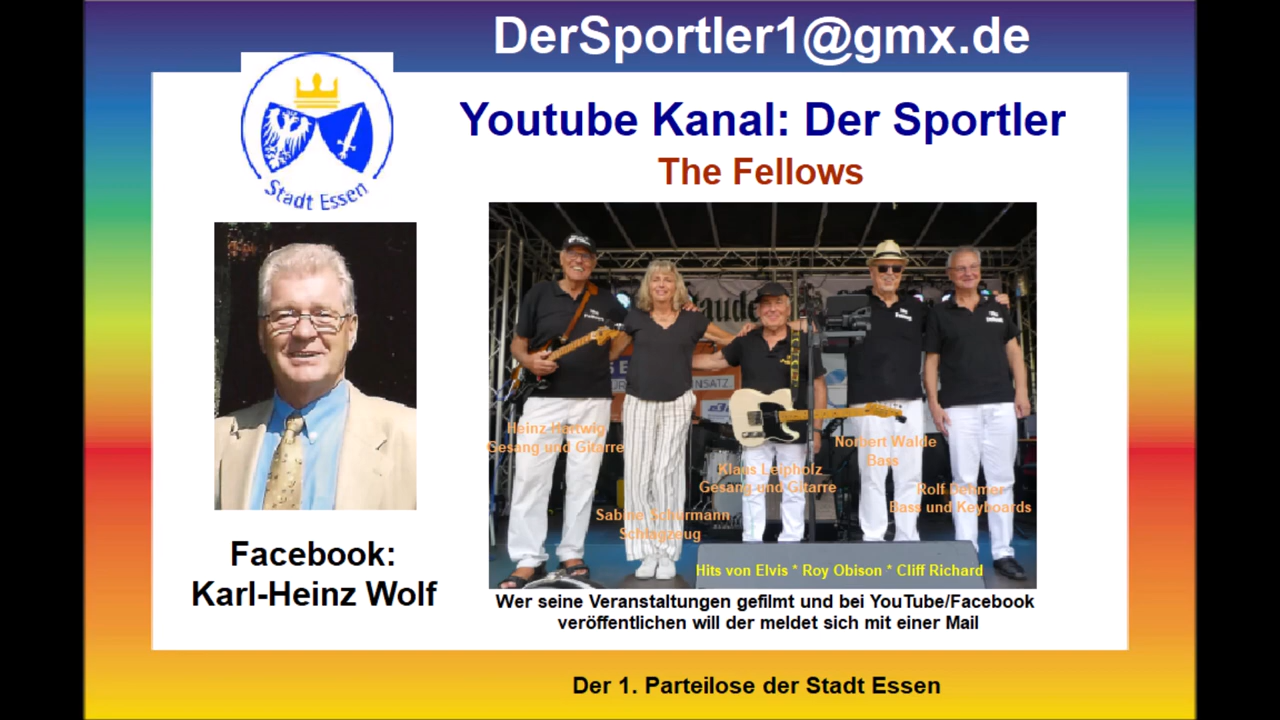 DerSportler1@gmx.de
Youtube Kanal: Der Sportler
The Fellows
Stadt Essen
Heinz Hartwig
Gesang und Gitarre
Sabine Schürmann
Schlagzeug
Klaus Leipholz
Gesang und Gitarre
Norbert Walde
Bass
Rolf
Bass und Keyboards
Hits von Elvis * Roy Obison * Cliff Richard
Facebook:
Karl-Heinz Wolf
Wer seine Veranstaltungen gefilmt und bei YouTube/Facebook
veröffentlichen will der meldet sich mit einer Mail
Der 1. Parteilose der Stadt Essen